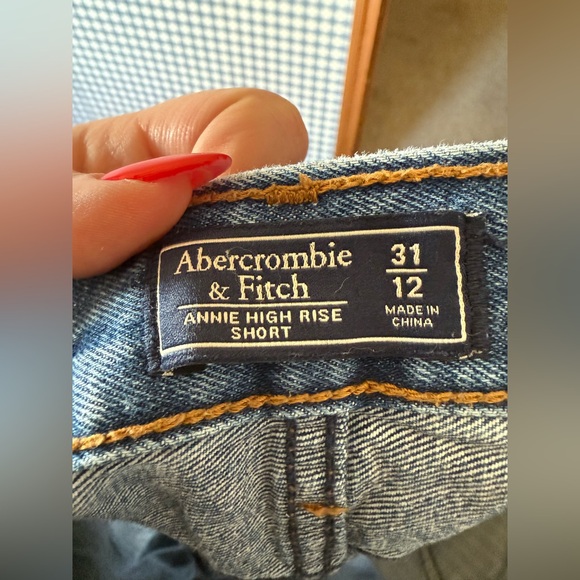 Abercrombie
& Fitch
ANNIE HIGH RISE
SHORT
31
12
MADE IN
CHINA